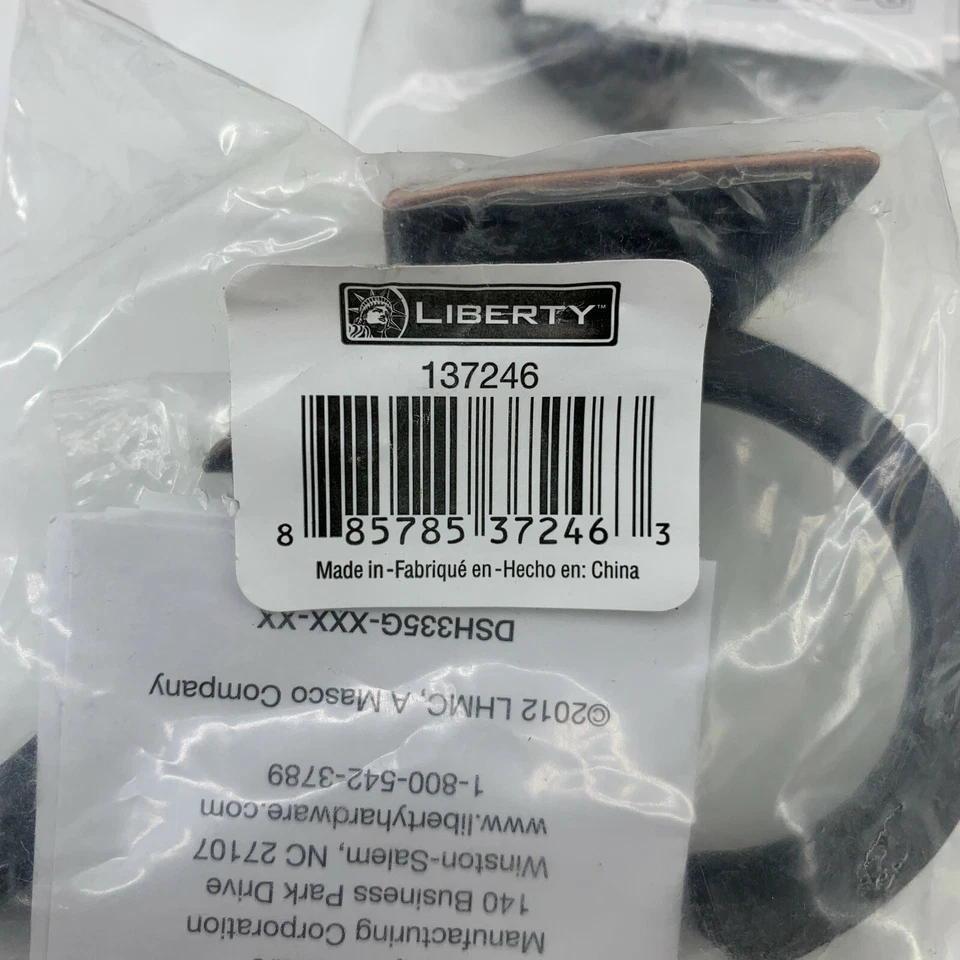 LIBERTY™
137246
8 85785 37246 3
Made in - Fabriqué en - Hecho en: China
DSH335G-XXX-XX
©2012 LHMC, A Masco Company
1-800-542-3789
www.libertyhardware.com
Winston-Salem, NC 27107
140 Business Park Drive
Manufacturing Corporation